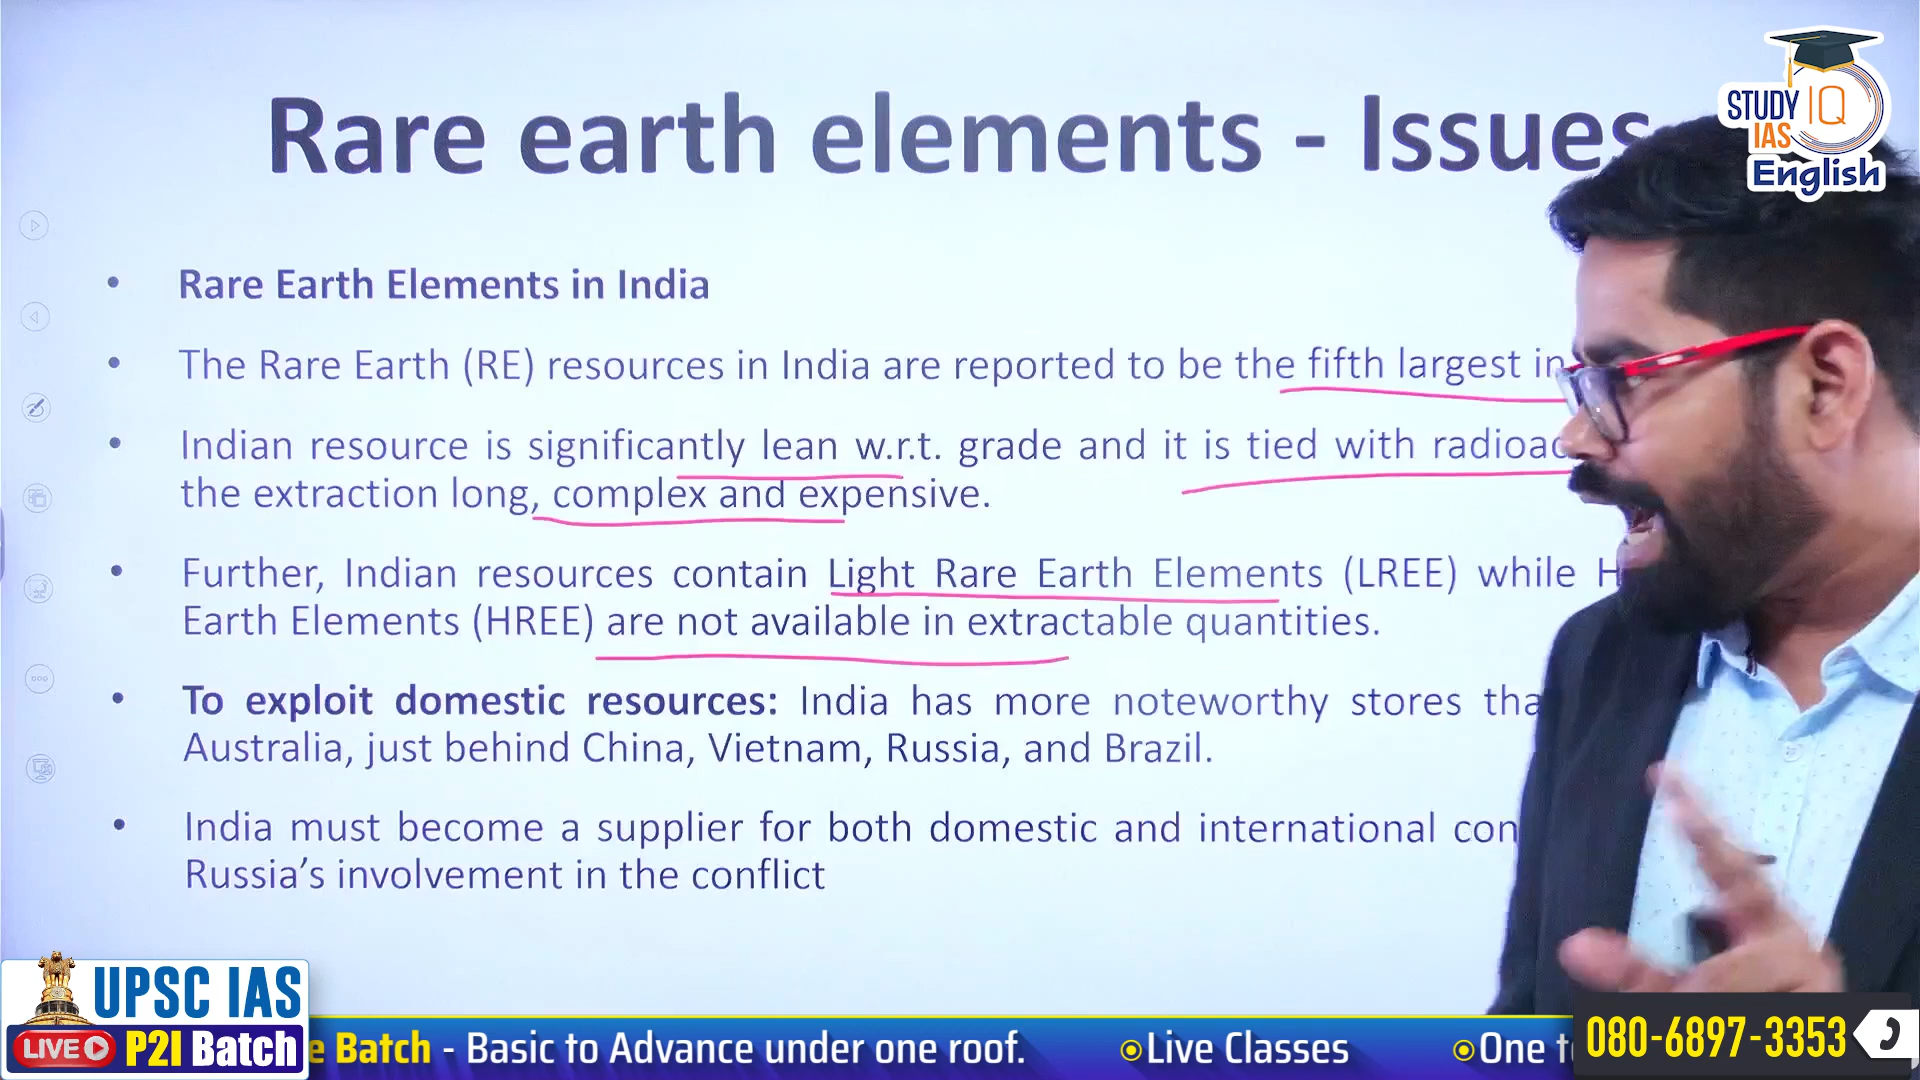 Rare earth elements - Issues
STUDY IQ
IAS
English
• Rare Earth Elements in India
• The Rare Earth (RE) resources in India are reported to be the fifth largest in
• Indian resource is significantly lean w.r.t. grade and it is tied with
the extraction long, complex and expensive.
• Further, Indian resources contain Light Rare Earth Elements (LREE) while
Earth Elements (HREE) are not available in extractable quantities.
• To exploit domestic resources: India has more noteworthy stores
Australia, just behind China, Vietnam, Russia, and Brazil.
• India must become a supplier for both domestic and international
Russia's involvement in the conflict
UPSC IAS
LIVE P2I Batch
Batch - Basic to Advance under one roof.
Live Classes
One
080-6897-3353